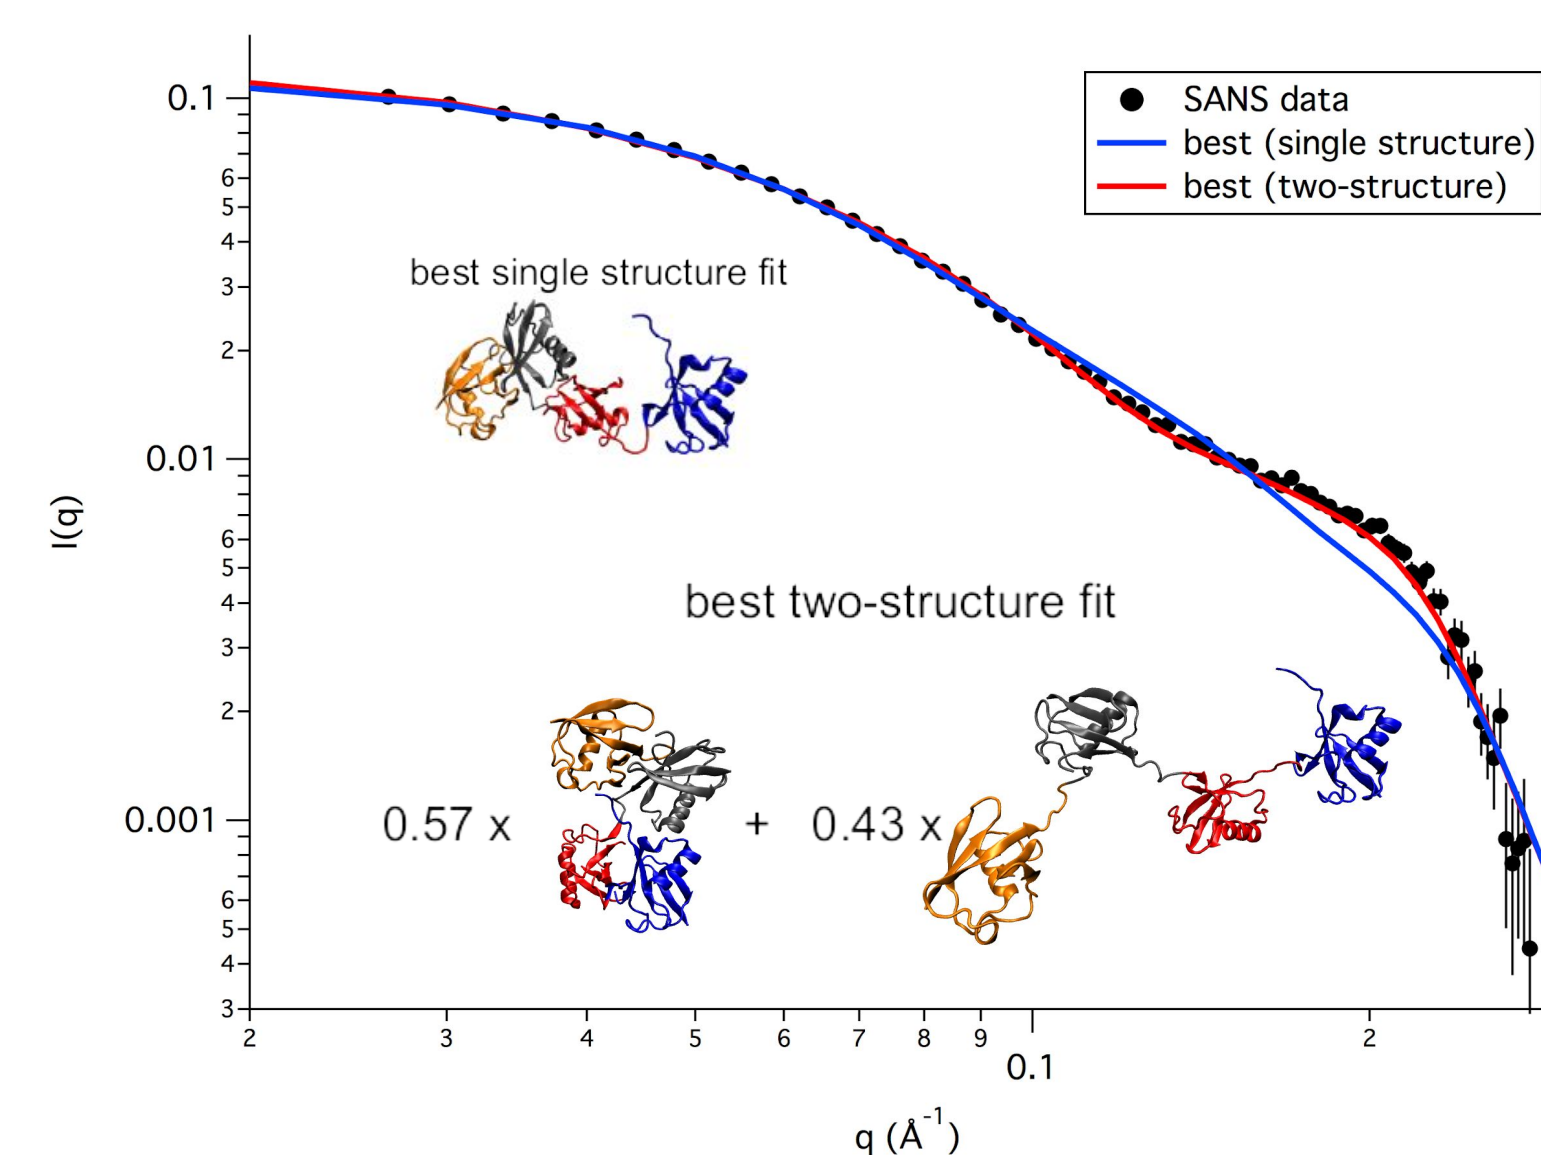 SANS data
best (single structure)
best (two-structure)
best single structure fit
best two-structure fit
0.57 x + 0.43 x
I(q)
0.1
6
5
4
3
2
0.01
6
5
4
3
2
0.001
6
5
4
3
2 3 4 5 6 7 8 9 0.1 2
q (Å⁻¹)